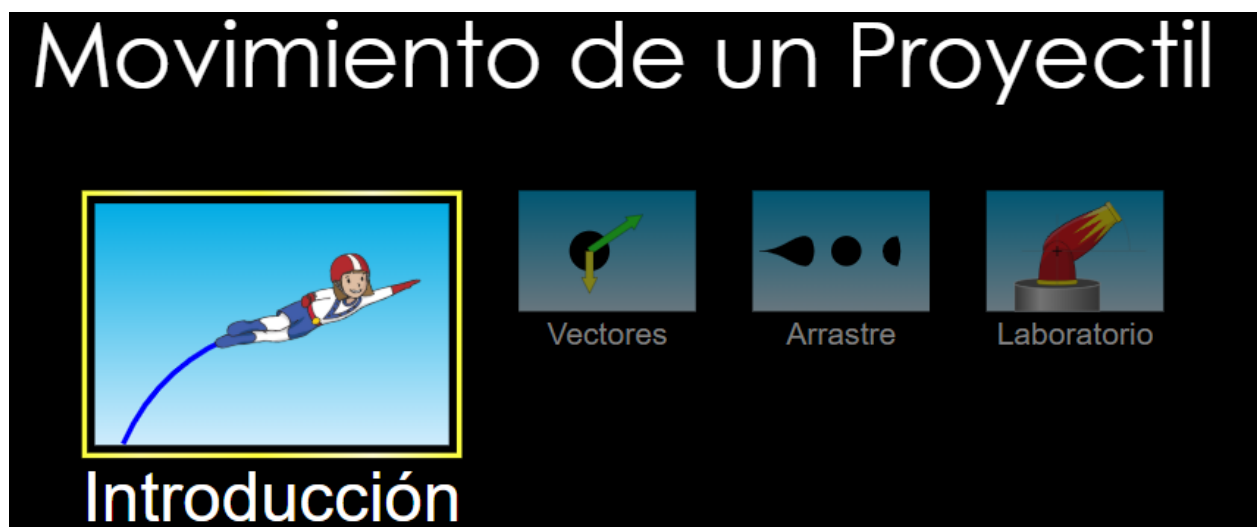 Movimiento de un Proyectil
Vectores
Arrastre
Laboratorio
Introducción